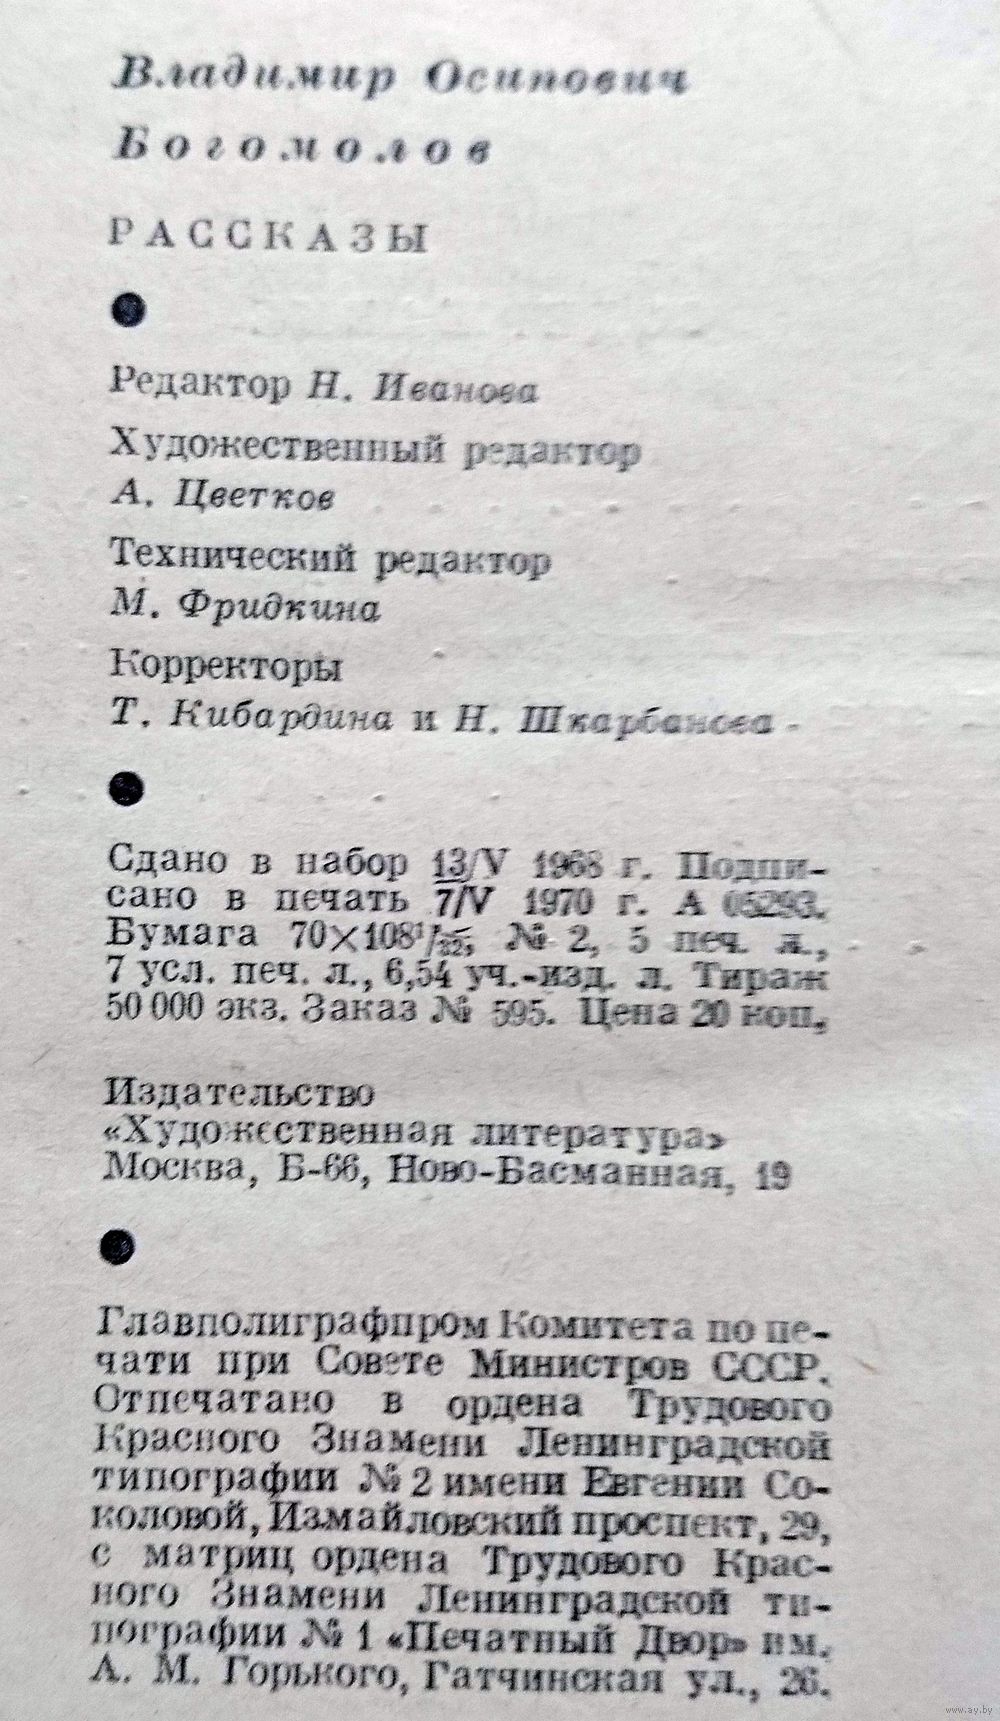 Владимир Осипович
Богомолов
РАССКАЗЫ
Редактор Н. Иванова
Художественный редактор
А. Цветков
Технический редактор
М. Фридкина
Корректоры
Т. Кибардина и Н. Шкарбанова
Сдано в набор 13/V 1968 г. Подпи-
сано в печать 7/V 1970 г. А 05293.
Бумага 70×108¹/₃₂, № 2, 5 печ. л.,
7 усл. печ. л., 6,54 уч.-изд. л. Тираж
50 000 экз. Заказ № 595. Цена 20 коп.
Издательство
«Художественная литература»
Москва, Б-66, Ново-Басманная, 19
Главполиграфпром Комитета по пе-
чати при Совете Министров СССР.
Отпечатано в ордена Трудового
Красного Знамени Ленинградской
типографии № 2 имени Евгении Со-
коловой, Измайловский проспект, 29,
с матриц ордена Трудового Крас-
ного Знамени Ленинградской ти-
пографии № 1 «Печатный Двор» им.
А. М. Горького, Гатчинская ул., 26.
www.ay.by